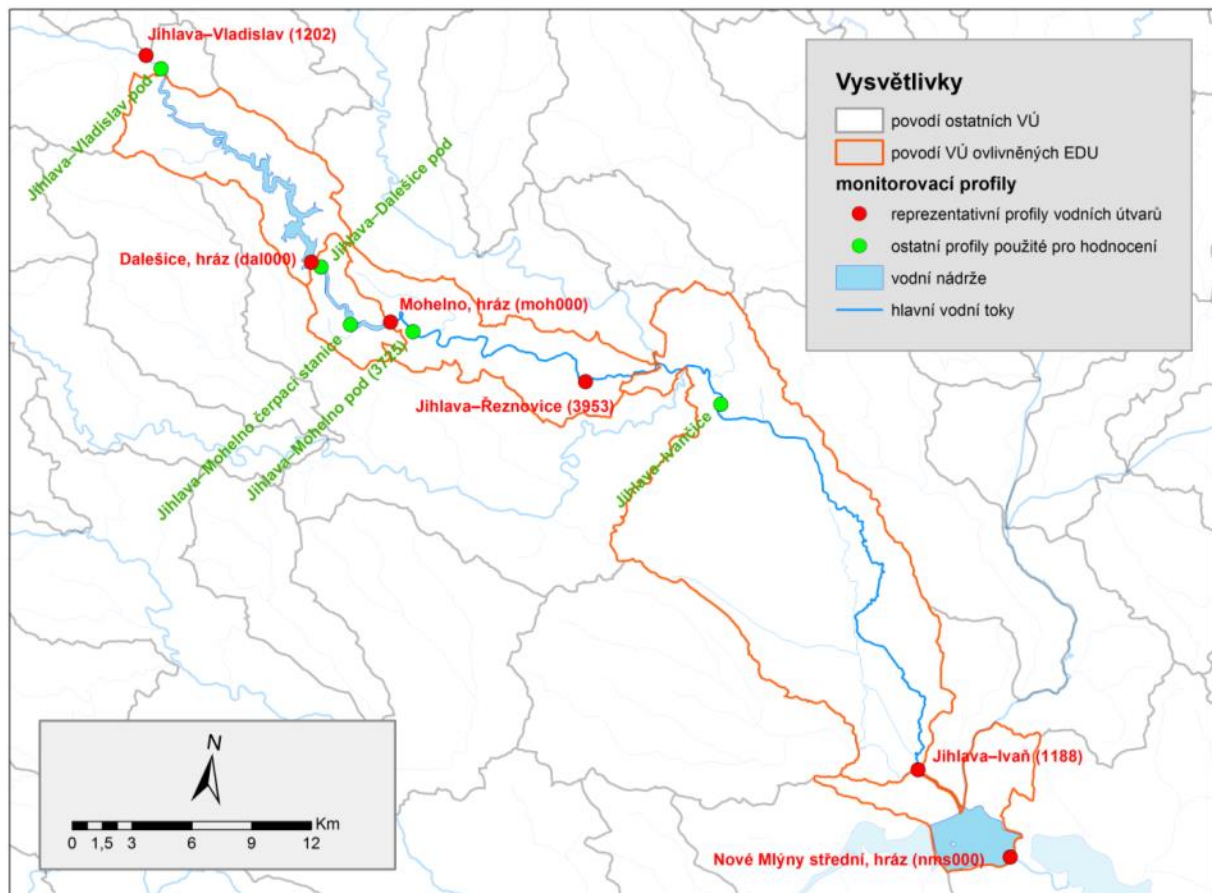 Jihlava–Vladislav (1202)
Jihlava–Vladislav pod
Jihlava–Dalešice pod
Dalešice, hráz (dal000)
Mohelno, hráz (moh000)
Jihlava–Mohelno čerpací stanice
Jihlava–Mohelno pod (3725)
Jihlava–Řeznovice (3953)
Jihlava–Ivančice
Jihlava–Ivaň (1188)
Nové Mlýny střední, hráz (nms000)
Vysvětlivky
povodí ostatních VÚ
povodí VÚ ovlivněných EDU
monitorovací profily
reprezentativní profily vodních útvarů
ostatní profily použité pro hodnocení
vodní nádrže
hlavní vodní toky
N
Km
0 1,5 3 6 9 12